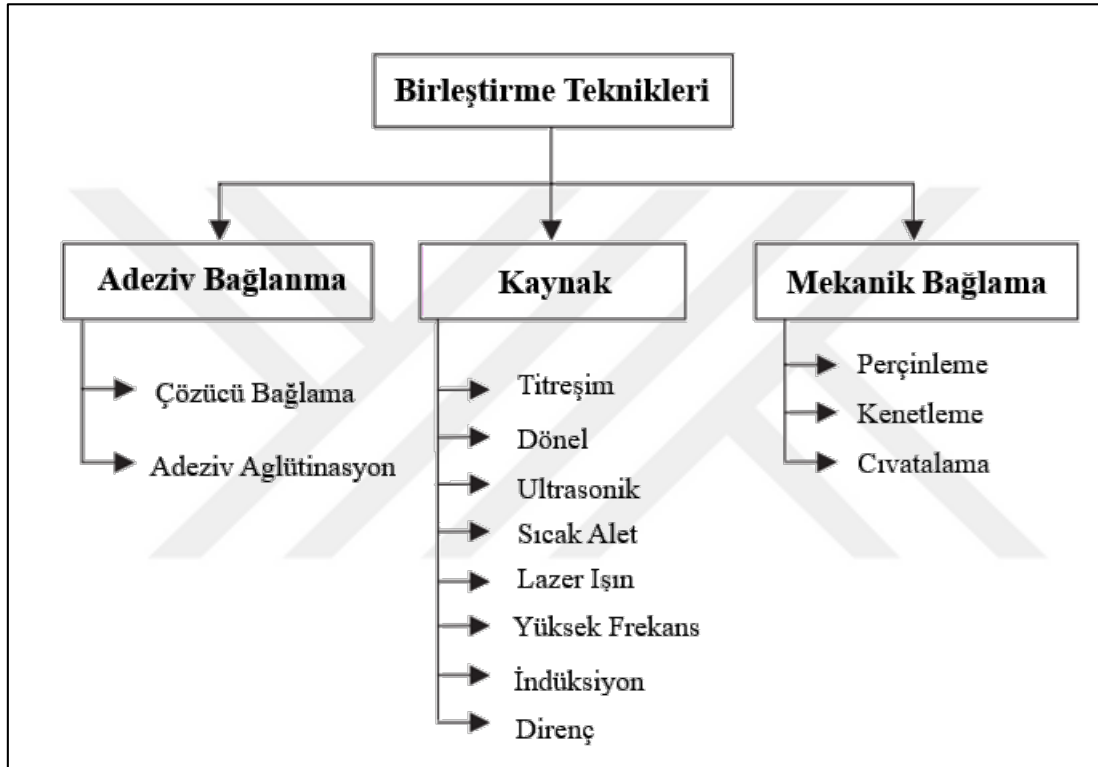 Birleştirme Teknikleri
Adeziv Bağlanma
Çözücü Bağlama
Adeziv Aglütinasyon
Kaynak
Titreşim
Dönel
Ultrasonik
Sıcak Alet
Lazer Işın
Yüksek Frekans
İndüksiyon
Direnç
Mekanik Bağlama
Perçinleme
Kenetleme
Cıvatalama